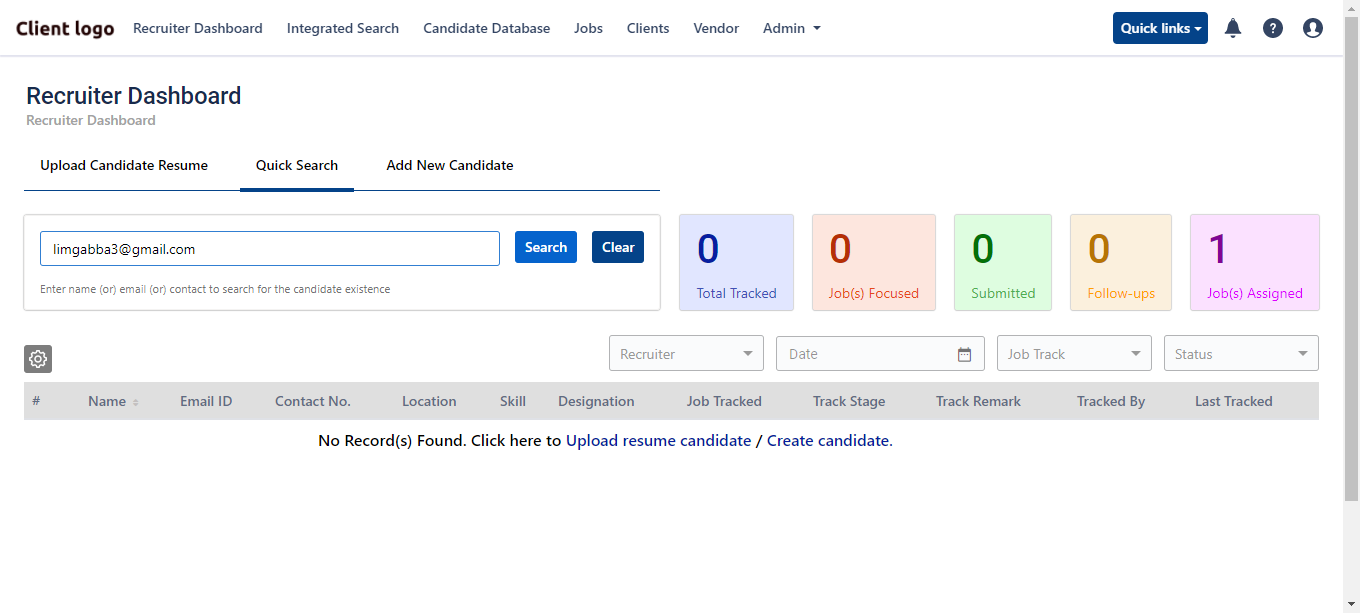 Client logo Recruiter Dashboard Integrated Search Candidate Database Jobs Clients Vendor Admin Quick links ?
Recruiter Dashboard
Recruiter Dashboard
Upload Candidate Resume Quick Search Add New Candidate
limgabba3@gmail.com Search Clear
Enter name (or) email (or) contact to search for the candidate existence
0 0 0 0 1
Total Tracked Job(s) Focused Submitted Follow-ups Job(s) Assigned
Recruiter Date Job Track Status
# Name Email ID Contact No. Location Skill Designation Job Tracked Track Stage Track Remark Tracked By Last Tracked
No Record(s) Found. Click here to Upload resume candidate / Create candidate.